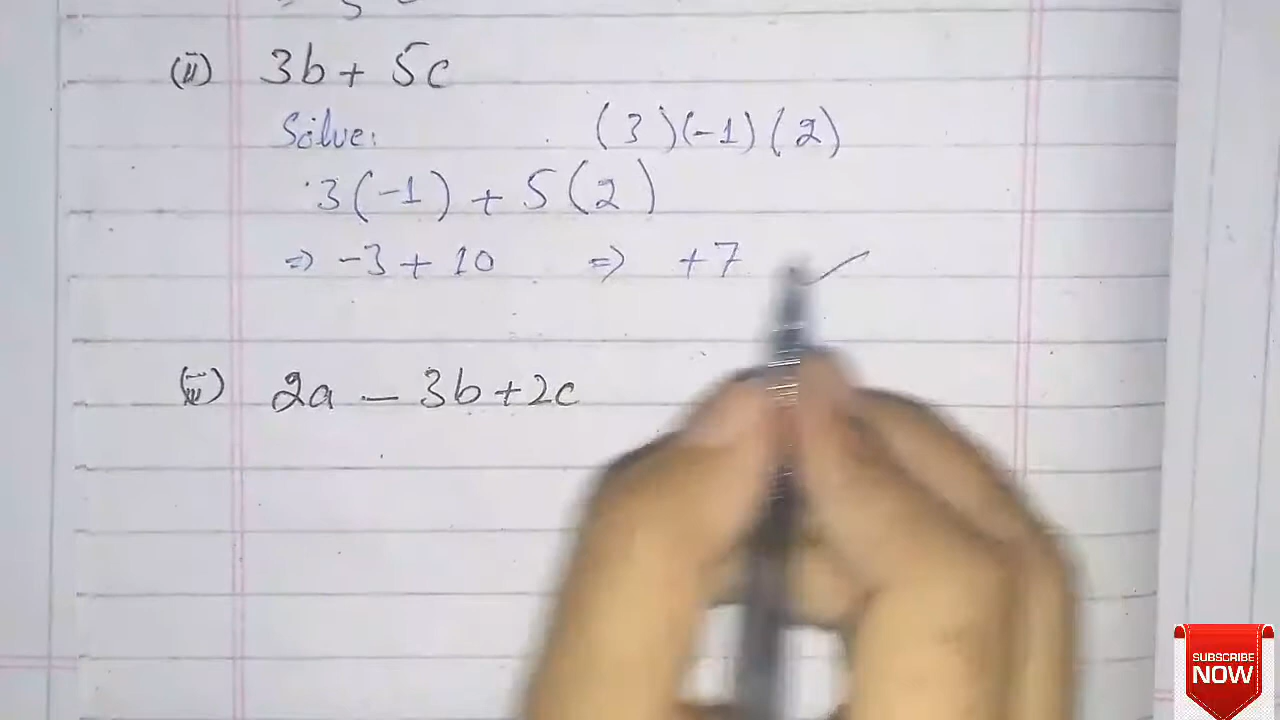 (ii) 3b + 5c
Solve: (3)(-1)(2)
3(-1) + 5(2)
=> -3 + 10 => +7
(iii) 2a - 3b + 2c
SUBSCRIBE
NOW